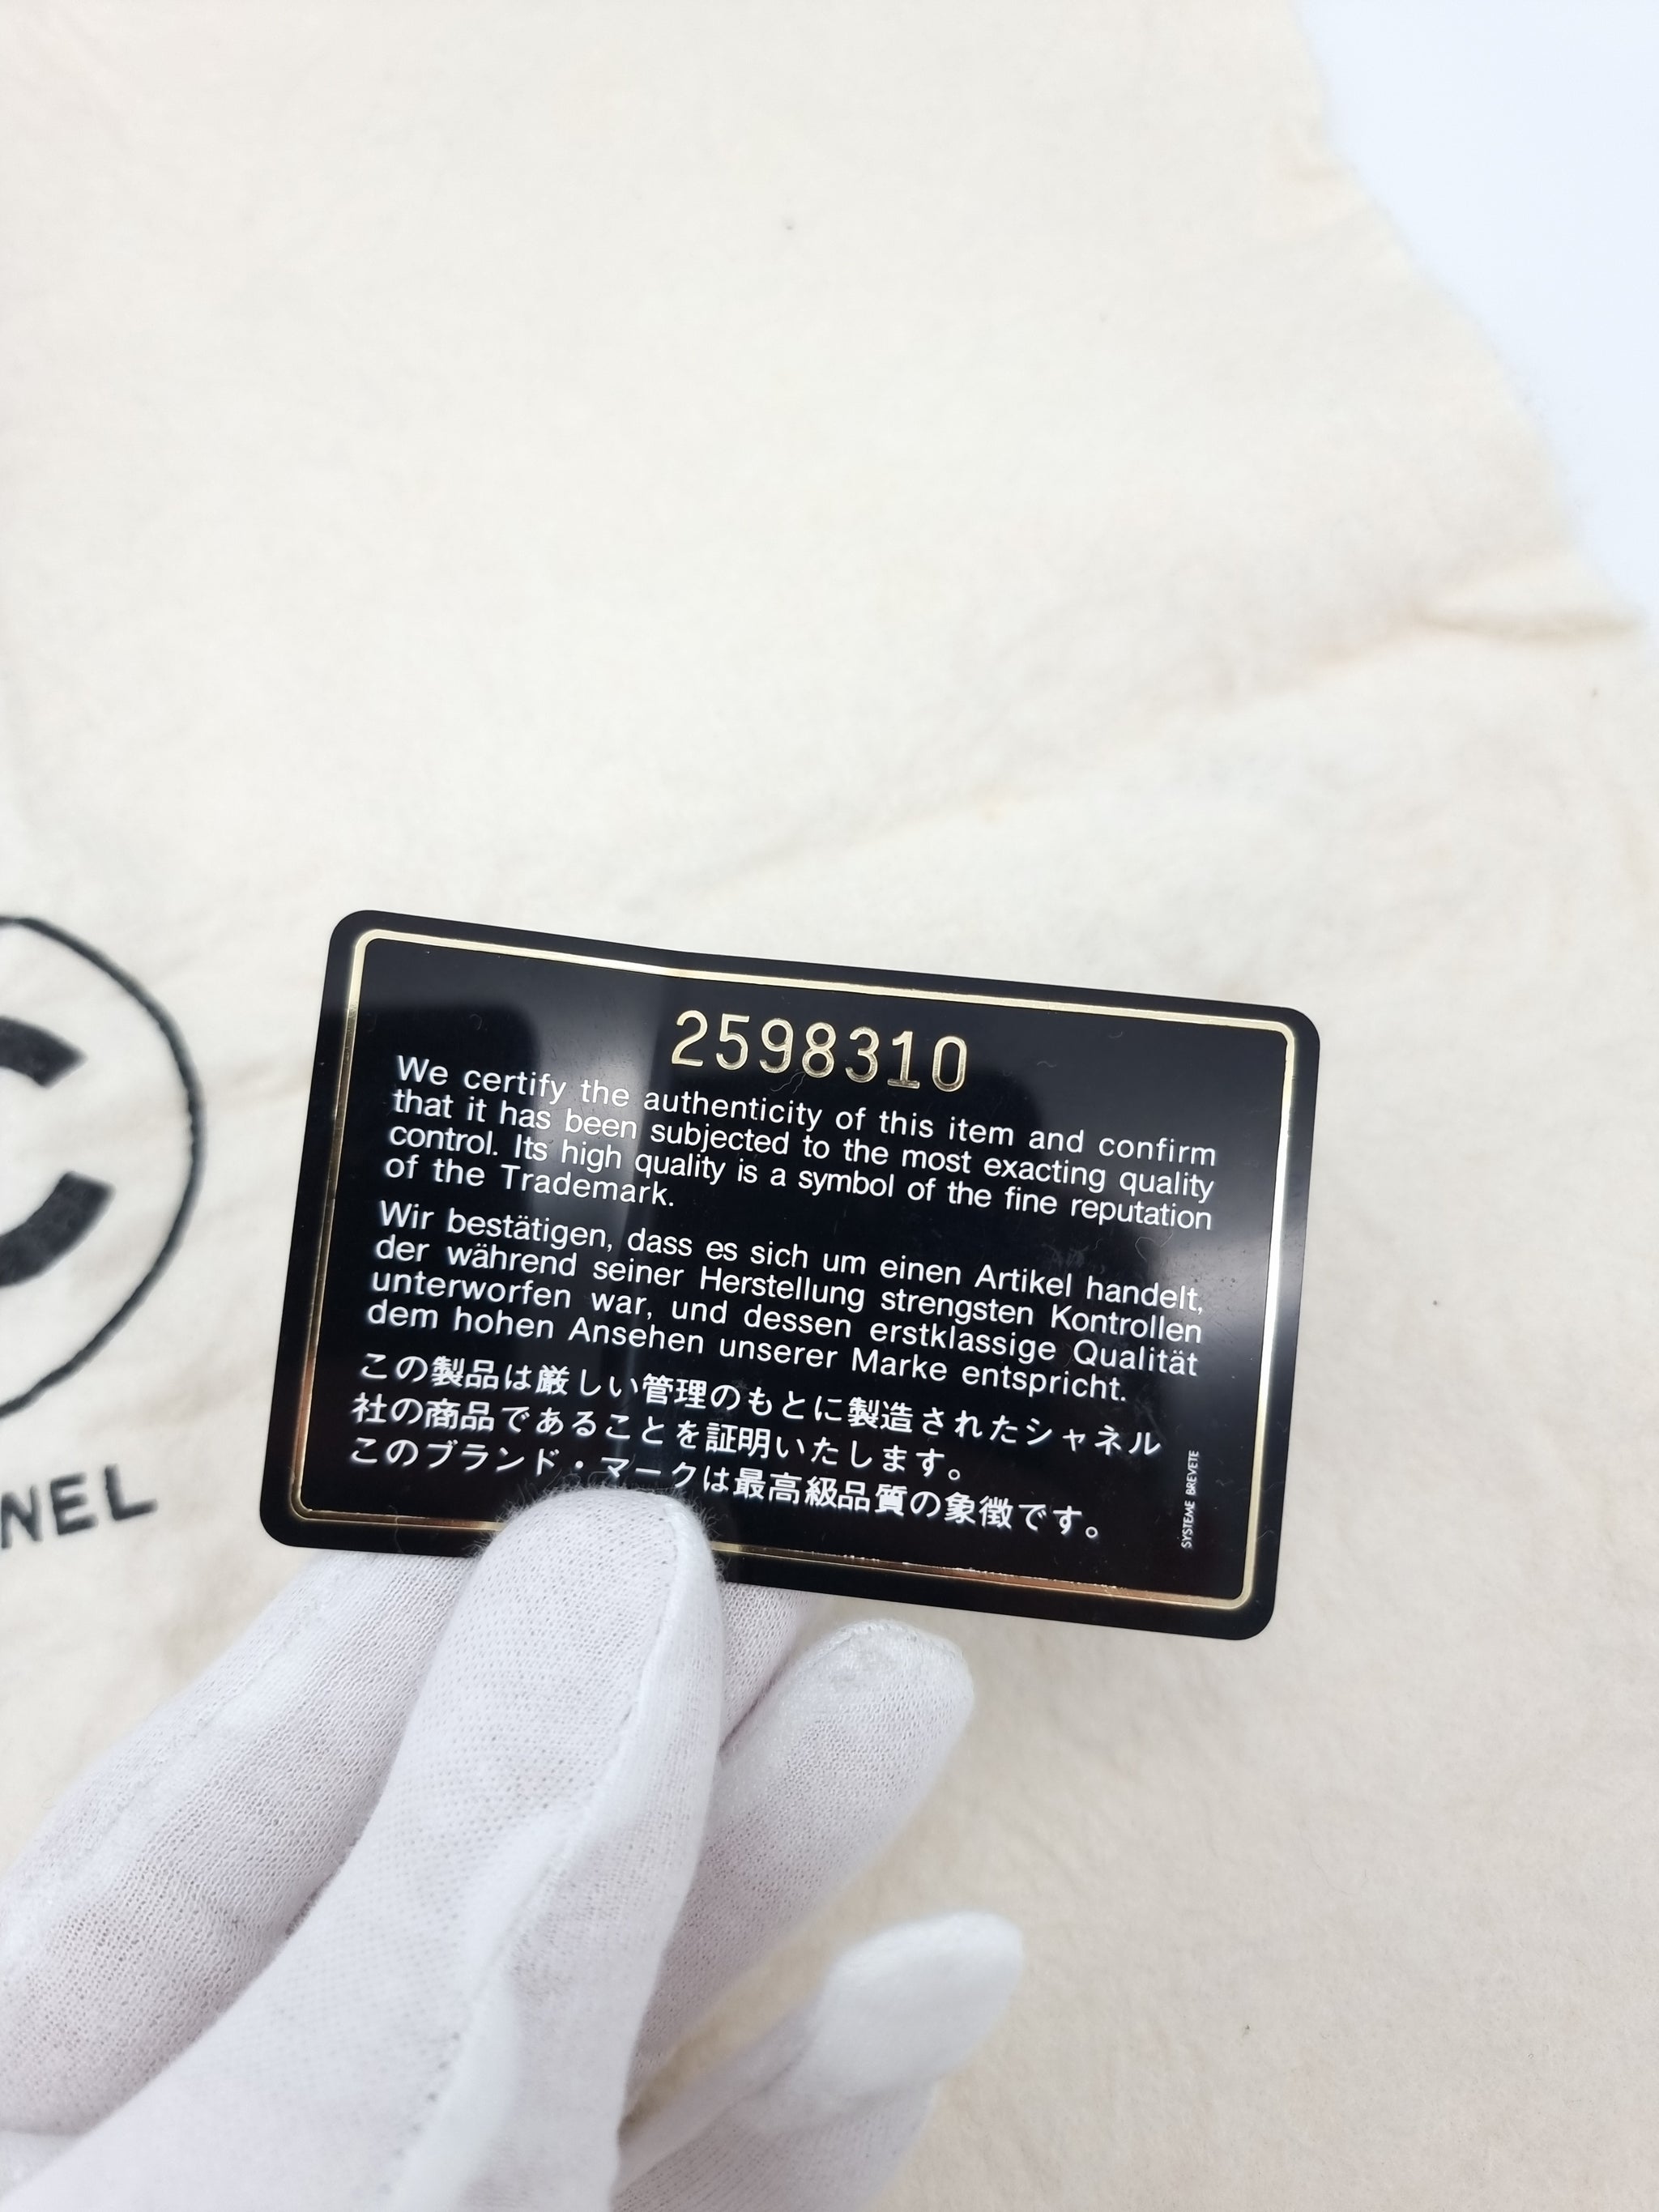 2598310
We certify the authenticity of this item and confirm
that it has been subjected to the most exacting quality
control. Its high quality is a symbol of the fine reputation
of the Trademark.
Wir bestätigen, dass es sich um einen Artikel handelt,
der während seiner Herstellung strengsten Kontrollen
unterworfen war, und dessen erstklassige Qualität
dem hohen Ansehen unserer Marke entspricht.
この製品は厳しい管理のもとに製造されたシャネル
社の商品であることを証明いたします。
このブランド・マークは最高級品質の象徴です。
SYSTEME BREVETE
NEL